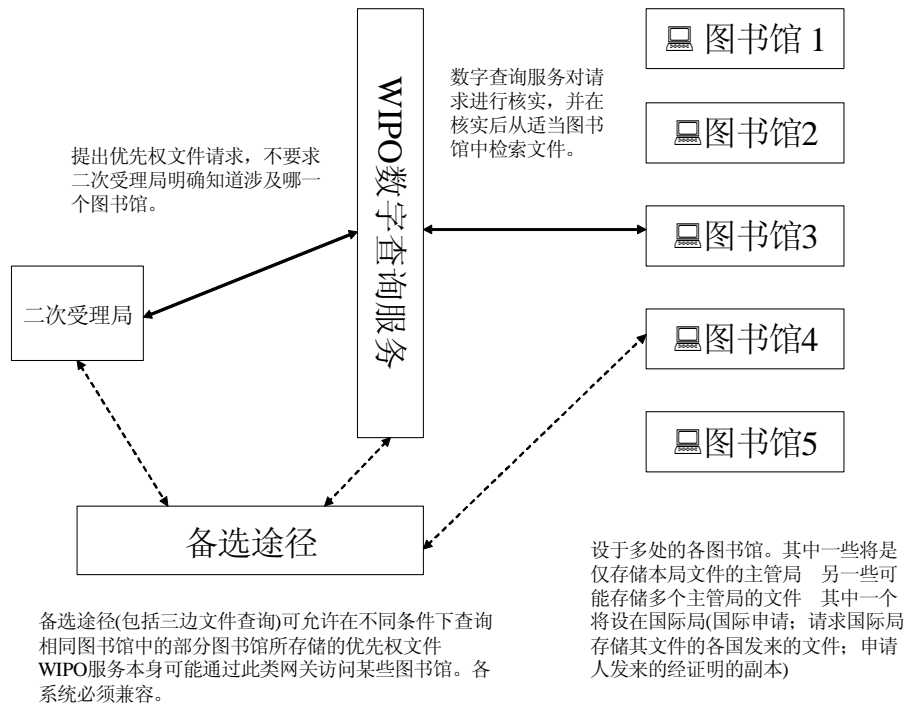 图书馆 1
数字查询服务对请
求进行核实，并在
核实后从适当图书
馆中检索文件。
图书馆2
提出优先权文件请求，不要求
二次受理局明确知道涉及哪一
个图书馆。
WIPO数字查询服务
图书馆3
二次受理局
图书馆4
图书馆5
备选途径
设于多处的各图书馆。其中一些将是
仅存储本局文件的主管局 另一些可
能存储多个主管局的文件 其中一个
将设在国际局(国际申请；请求国际局
存储其文件的各国发来的文件；申请
人发来的经证明的副本)
备选途径(包括三边文件查询)可允许在不同条件下查询
相同图书馆中的部分图书馆所存储的优先权文件
WIPO服务本身可能通过此类网关访问某些图书馆。各
系统必须兼容。